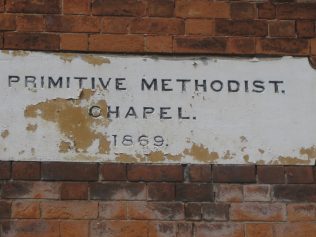 PRIMITIVE METHODIST.
CHAPEL.
1869.